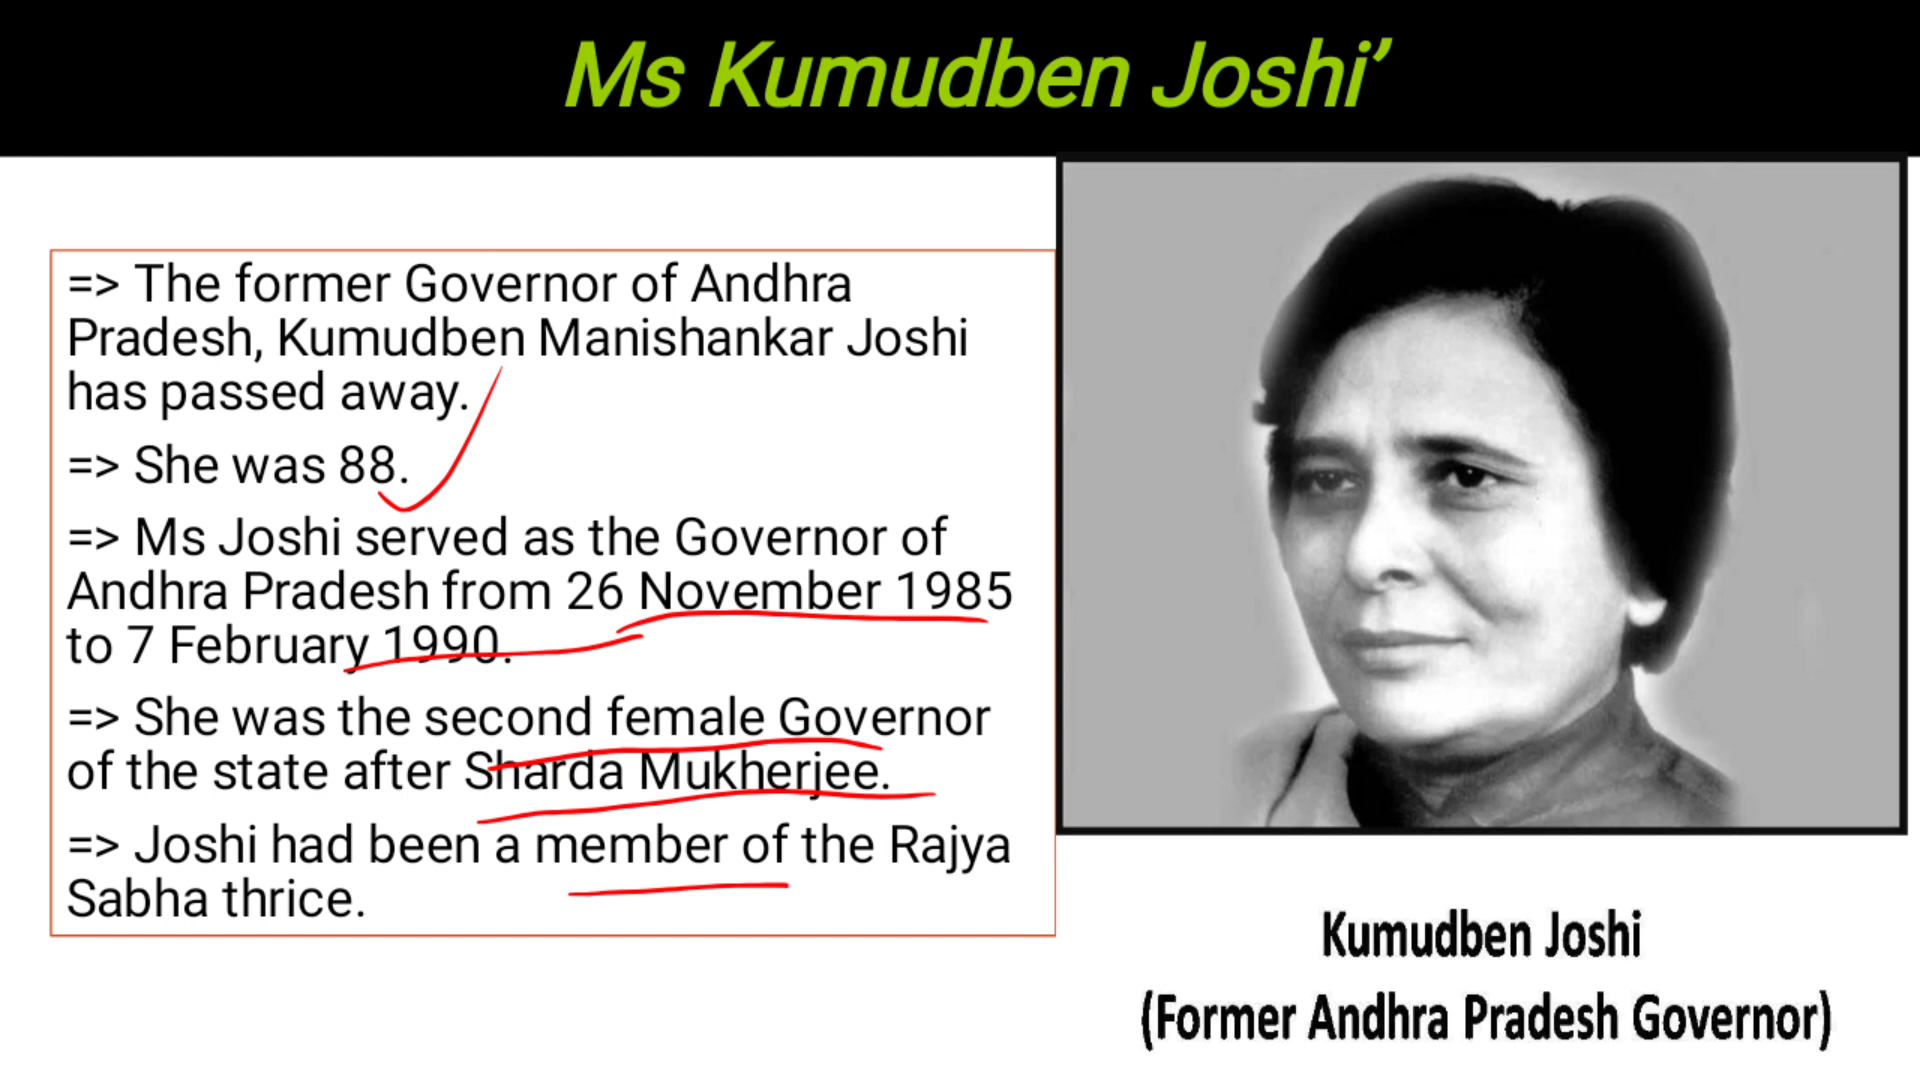 Ms Kumudben Joshi’
=> The former Governor of Andhra
Pradesh, Kumudben Manishankar Joshi
has passed away.
=> She was 88.
=> Ms Joshi served as the Governor of
Andhra Pradesh from 26 November 1985
to 7 February 1990.
=> She was the second female Governor
of the state after Sharda Mukherjee.
=> Joshi had been a member of the Rajya
Sabha thrice.
Kumudben Joshi
(Former Andhra Pradesh Governor)